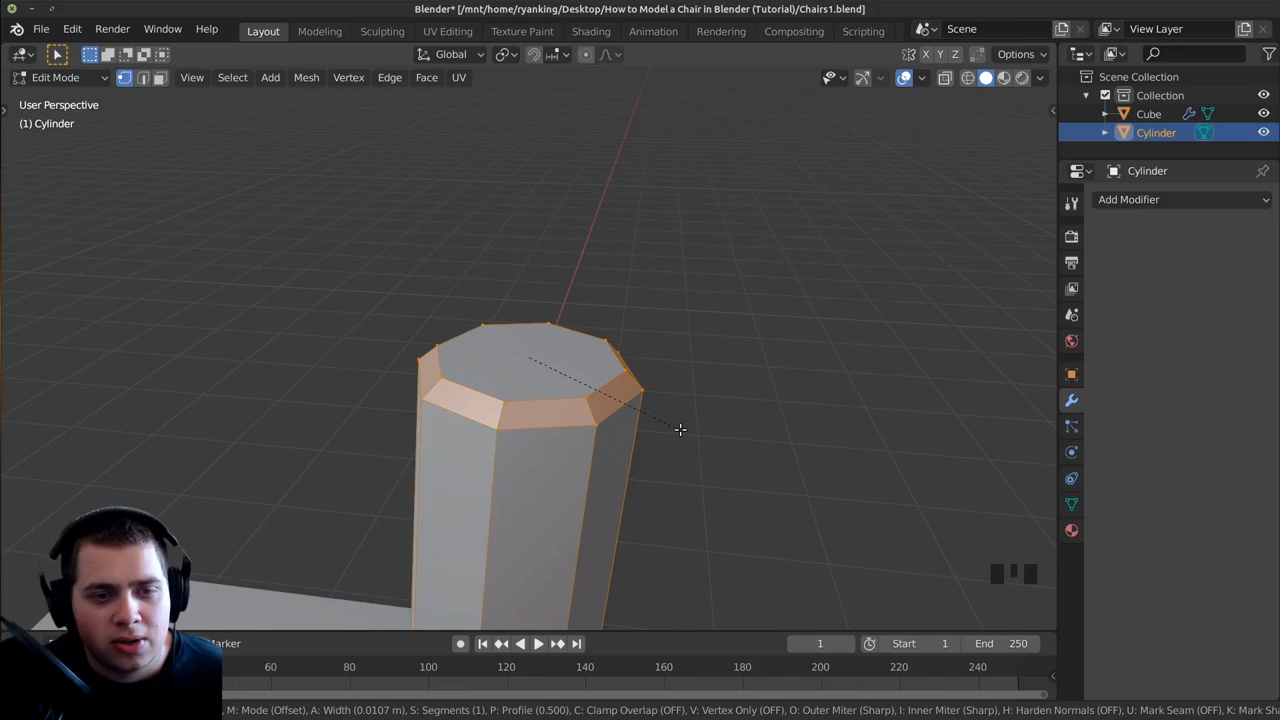 Blender* [/mnt/home/ryanking/Desktop/How to Model a Chair in Blender (Tutorial)/Chairs1.blend]
File Edit Render Window Help Layout Modeling Sculpting UV Editing Texture Paint Shading Animation Rendering Compositing Scripting Scene View Layer
Global X Y Z Options
Edit Mode View Select Add Mesh Vertex Edge Face UV
Scene Collection
Collection
Cube
Cylinder
User Perspective
(1) Cylinder
Cylinder
Add Modifier
Marker 1 Start 1 End 250
60 80 100 120 140 160 180 200 220 240
, M: Mode (Offset), A: Width (0.0107 m), S: Segments (1), P: Profile (0.500), C: Clamp Overlap (OFF), V: Vertex Only (OFF), O: Outer Miter (Sharp), I: Inner Miter (Sharp), H: Harden Normals (OFF), U: Mark Seam (OFF), K: Mark Sh